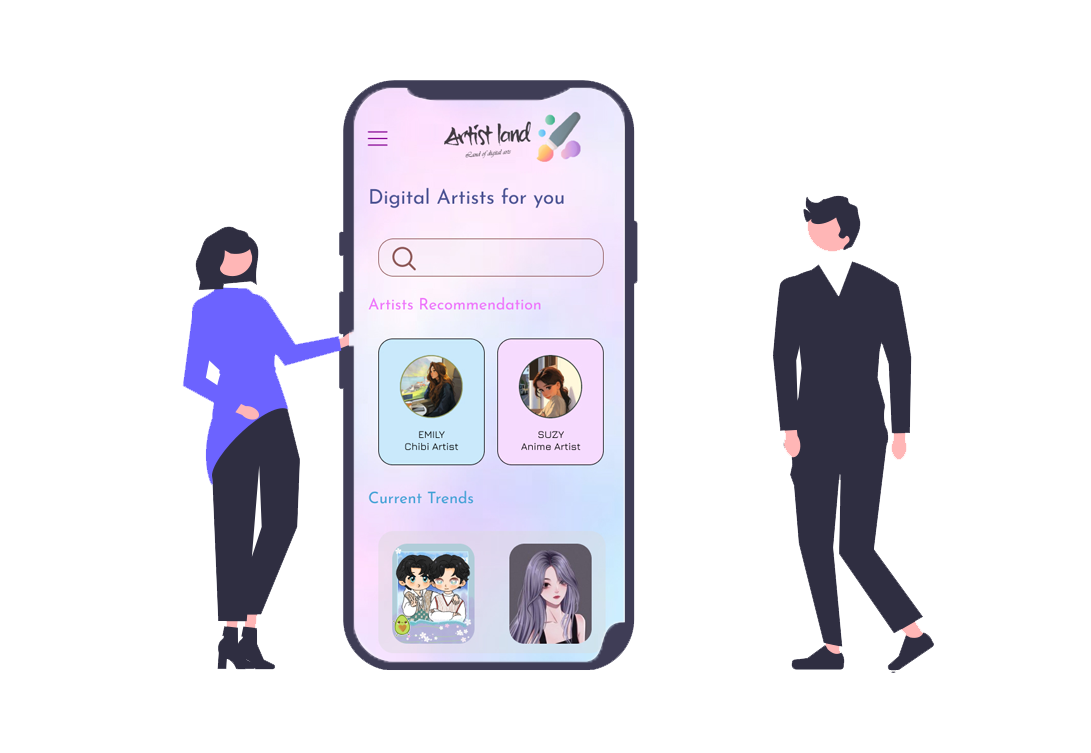 Artist land
Land of digital arts
Digital Artists for you
Artists Recommendation
EMILY
Chibi Artist
SUZY
Anime Artist
Current Trends